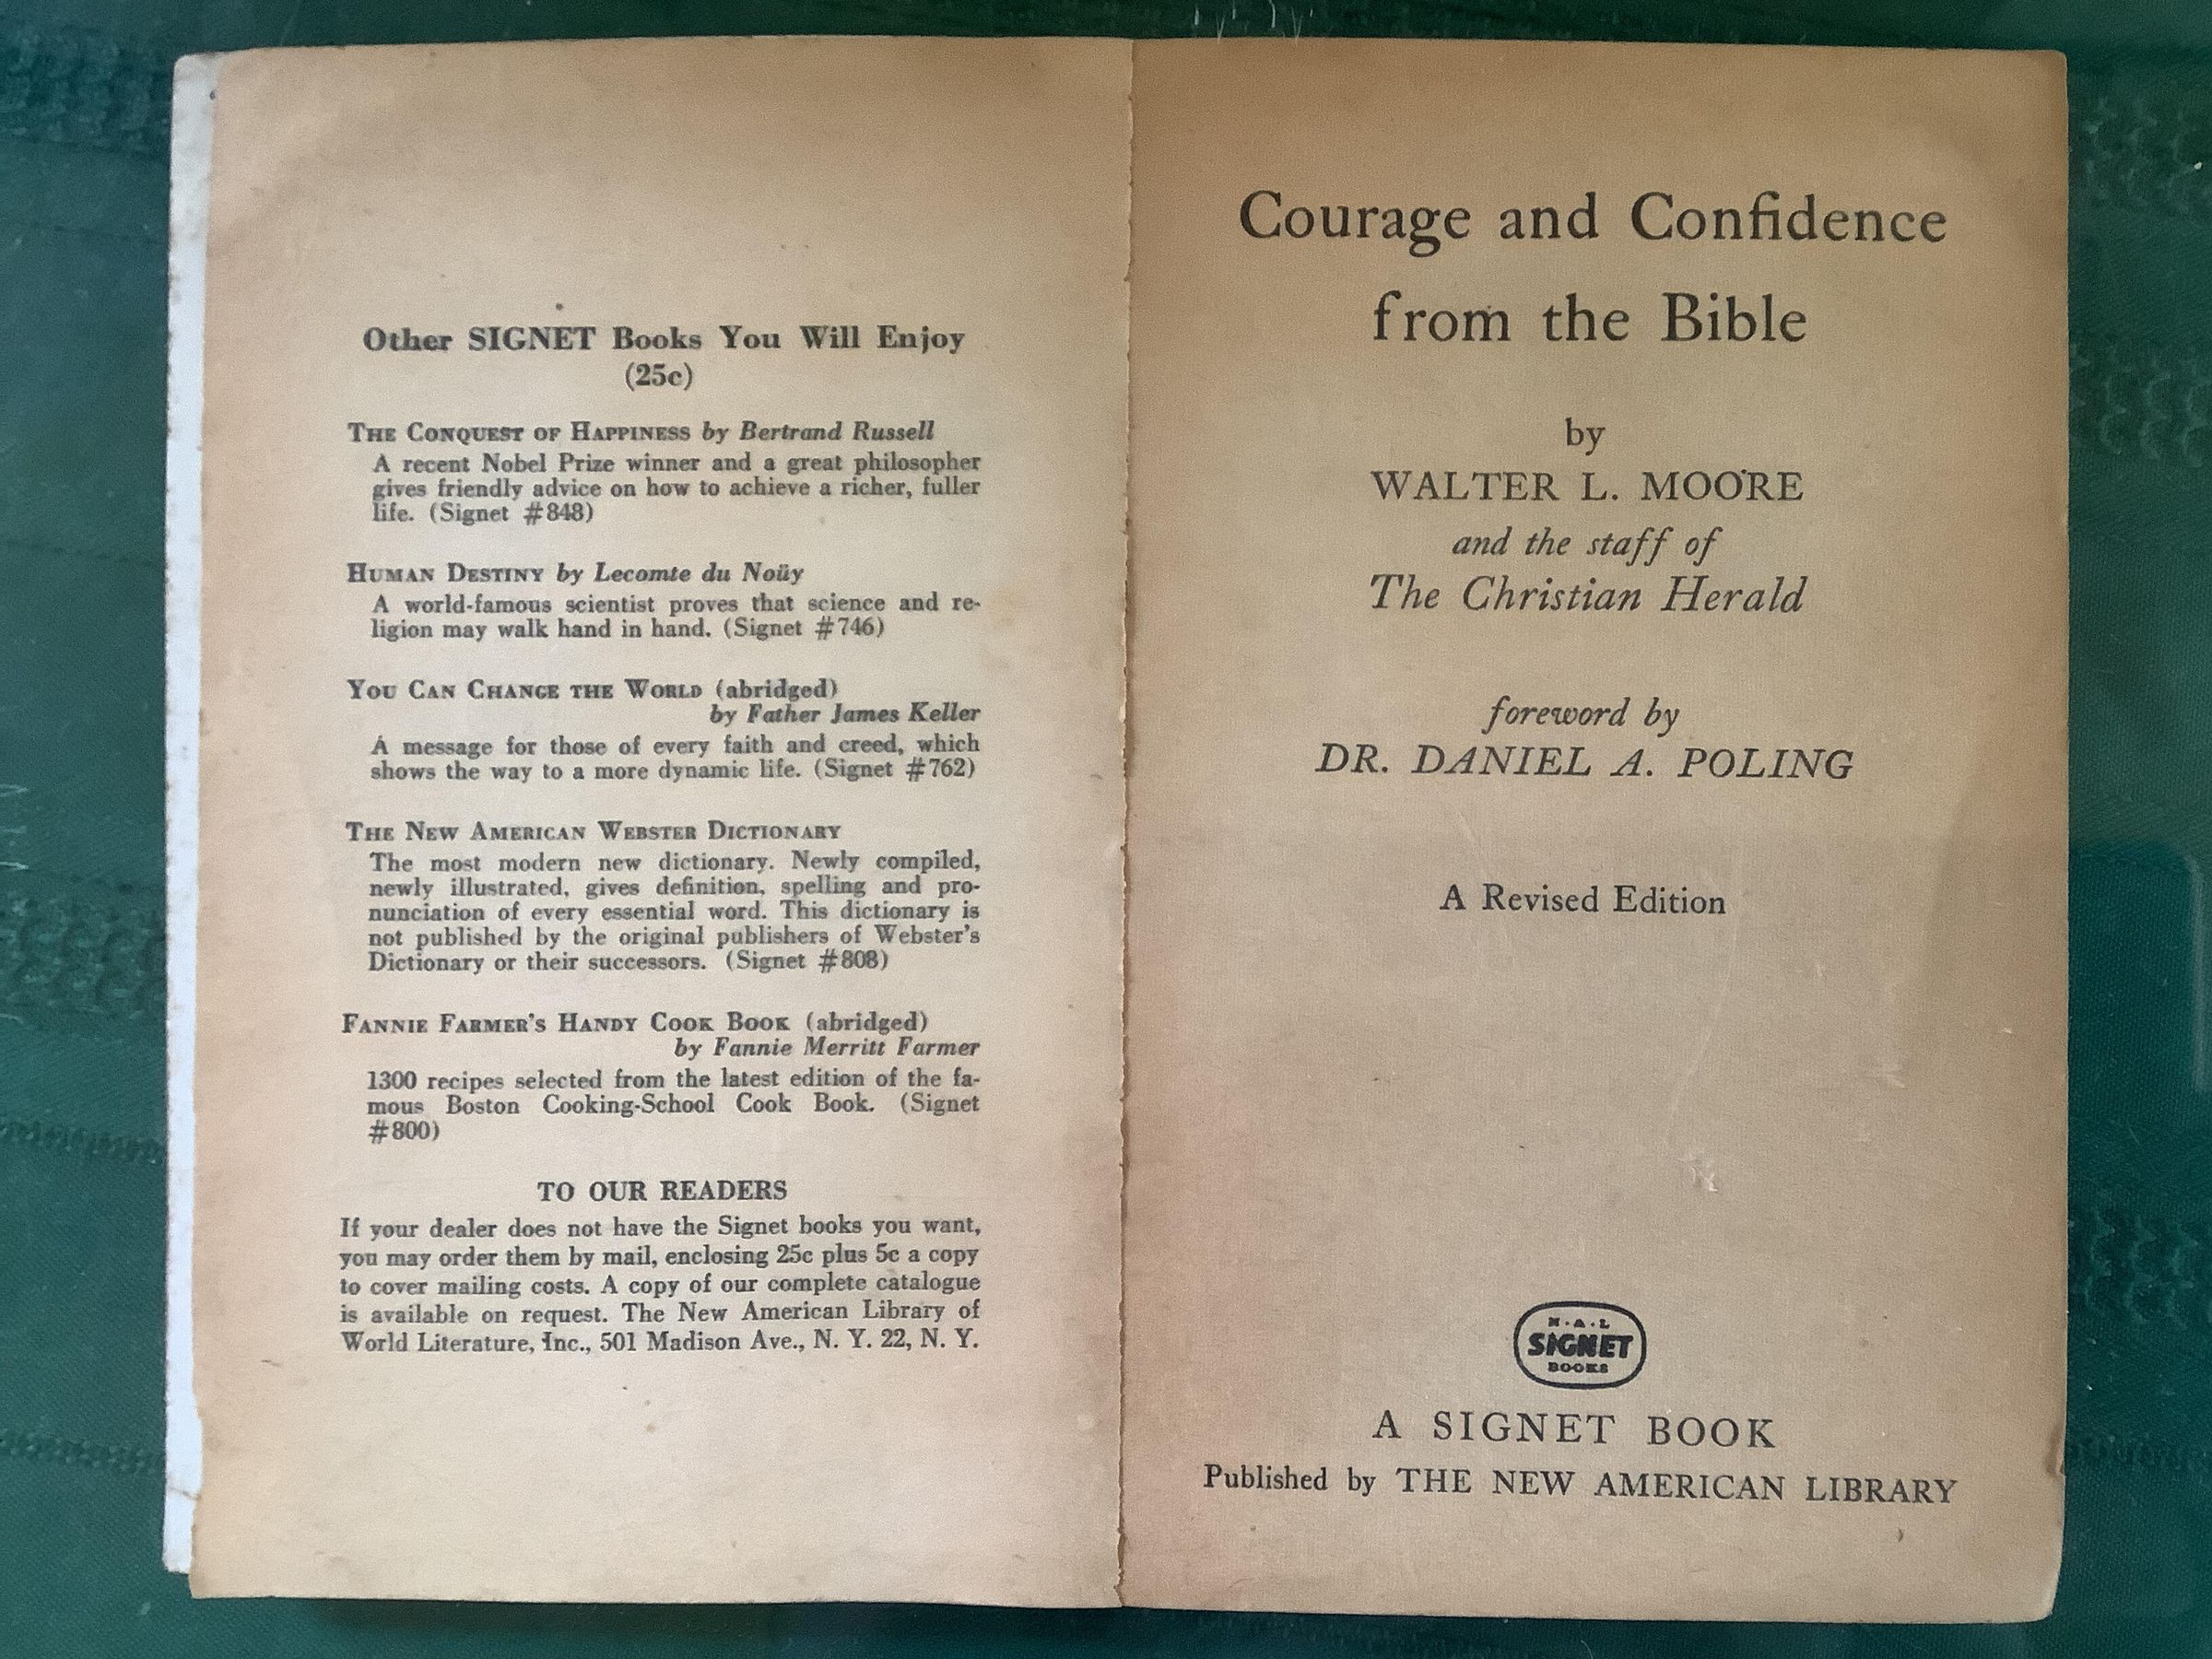 Other SIGNET Books You Will Enjoy
(25c)
THE CONQUEST OF HAPPINESS by Bertrand Russell
A recent Nobel Prize winner and a great philosopher
gives friendly advice on how to achieve a richer, fuller
life. (Signet #848)
HUMAN DESTINY by Lecomte du Noüy
A world-famous scientist proves that science and re-
ligion may walk hand in hand. (Signet #746)
YOU CAN CHANGE THE WORLD (abridged)
by Father James Keller
A message for those of every faith and creed, which
shows the way to a more dynamic life. (Signet #762)
THE NEW AMERICAN WEBSTER DICTIONARY
The most modern new dictionary. Newly compiled,
newly illustrated, gives definition, spelling and pro-
nunciation of every essential word. This dictionary is
not published by the original publishers of Webster's
Dictionary or their successors. (Signet #808)
FANNIE FARMER'S HANDY COOK BOOK (abridged)
by Fannie Merritt Farmer
1300 recipes selected from the latest edition of the fa-
mous Boston Cooking-School Cook Book. (Signet
#800)
TO OUR READERS
If your dealer does not have the Signet books you want,
you may order them by mail, enclosing 25c plus 5c a copy
to cover mailing costs. A copy of our complete catalogue
is available on request. The New American Library of
World Literature, Inc., 501 Madison Ave., N. Y. 22, N. Y.
Courage and Confidence
from the Bible
by
WALTER L. MOORE
and the staff of
The Christian Herald
foreword by
DR. DANIEL A. POLING
A Revised Edition
N·A·L
SIGNET
BOOKS
A SIGNET BOOK
Published by THE NEW AMERICAN LIBRARY